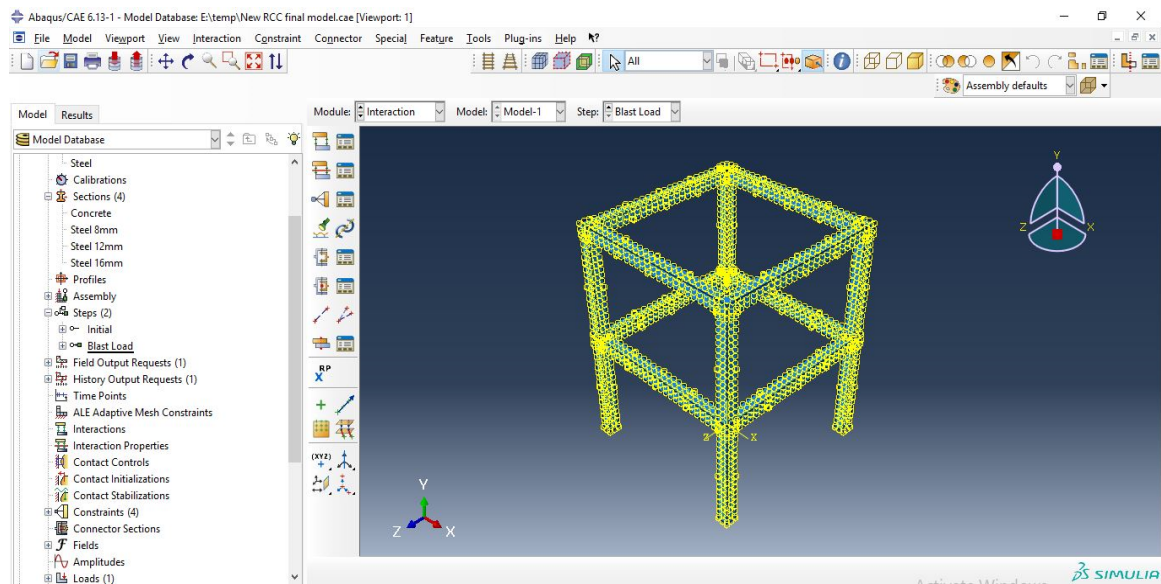 Abaqus/CAE 6.13-1 - Model Database: E:\temp\New RCC final model.cae [Viewport: 1]
File Model Viewport View Interaction Constraint Connector Special Feature Tools Plug-ins Help
All
Assembly defaults
Model Results
Module: Interaction Model: Model-1 Step: Blast Load
Model Database
Steel
Calibrations
Sections (4)
Concrete
Steel 8mm
Steel 12mm
Steel 16mm
Profiles
Assembly
Steps (2)
Initial
Blast Load
Field Output Requests (1)
History Output Requests (1)
Time Points
ALE Adaptive Mesh Constraints
Interactions
Interaction Properties
Contact Controls
Contact Initializations
Contact Stabilizations
Constraints (4)
Connector Sections
Fields
Amplitudes
Loads (1)
RP
(XYZ)
Y
Z X
Z X
Y
Z X
Activate Windows
SIMULIA